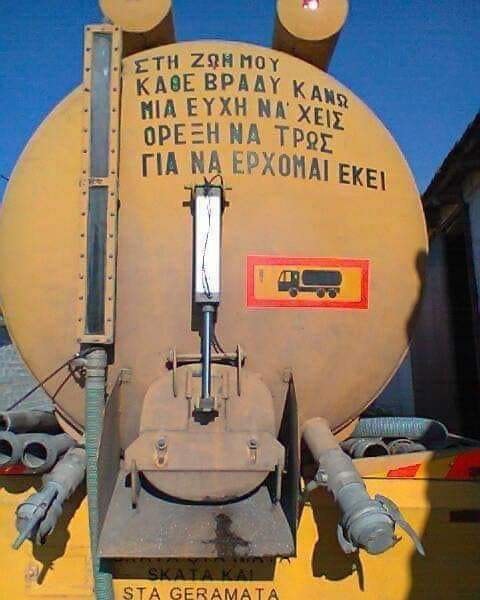 ΣΤΗ ΖΩΗ ΜΟΥ
ΚΑΘΕ ΒΡΑΔΥ ΚΑΝΩ
ΜΙΑ ΕΥΧΗ ΝΑ' ΧΕΙΣ
ΟΡΕΞΗ ΝΑ ΤΡΩΣ
ΓΙΑ ΝΑ ΕΡΧΟΜΑΙ ΕΚΕΙ
SKATA KAI
STA GERAMATA